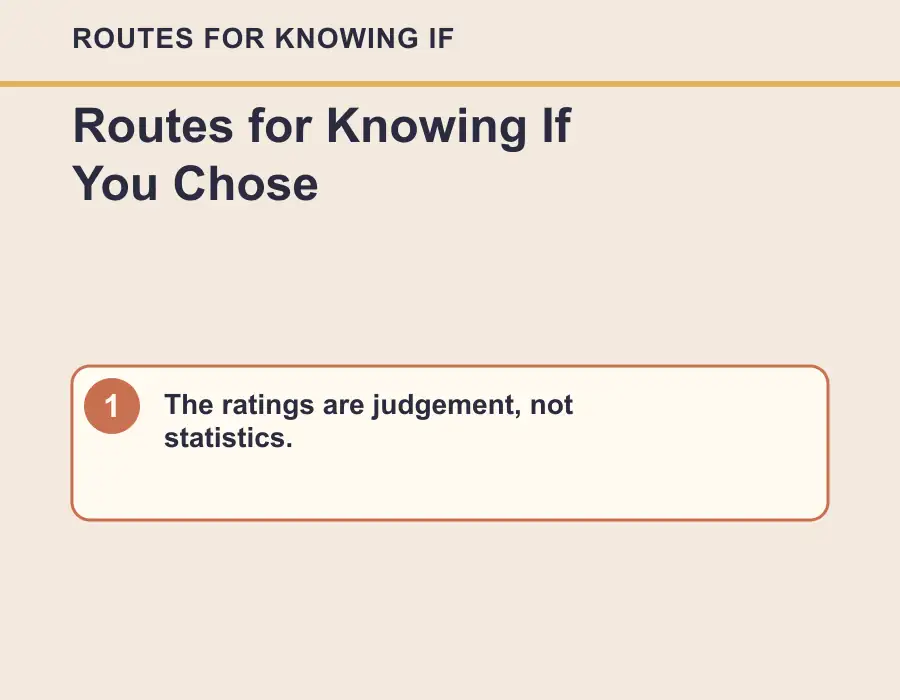 ROUTES FOR KNOWING IF
Routes for Knowing If
You Chose
1
The ratings are judgement, not
statistics.